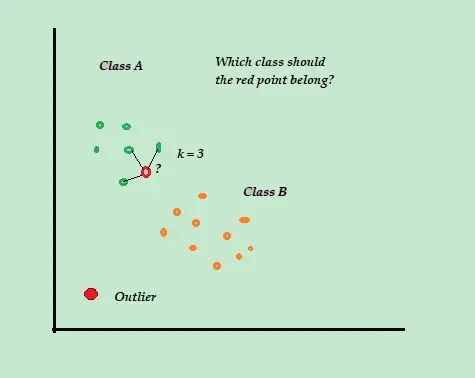 Class A
Which class should
the red point belong?
k = 3
?
Class B
Outlier